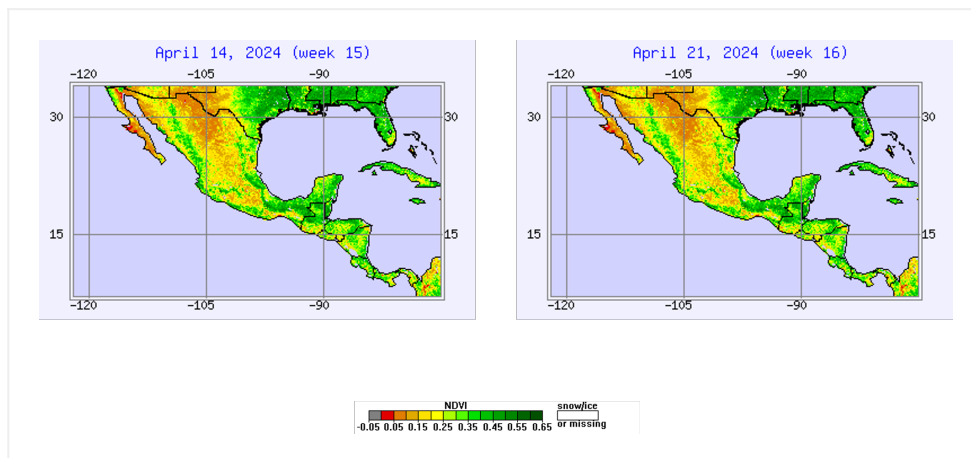 April 14, 2024 (week 15)
-120 -105 -90
30 30
15 15
-120 -105 -90
April 21, 2024 (week 16)
-120 -105 -90
30 30
15 15
-120 -105 -90
NDVI
-0.05 0.05 0.15 0.25 0.35 0.45 0.55 0.65
snow/ice
or missing